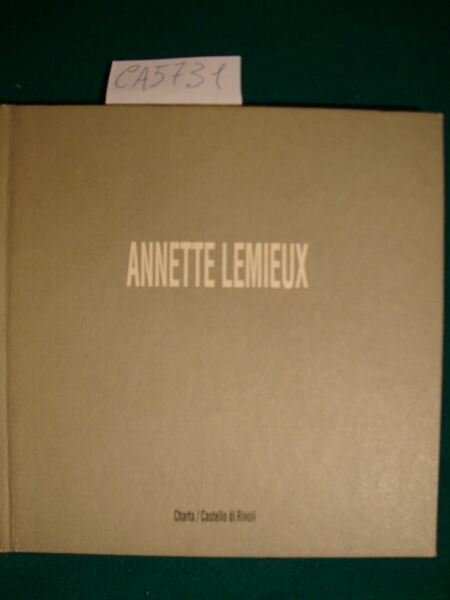 CA5731
ANNETTE LEMIEUX
Charta / Castello di Rivoli